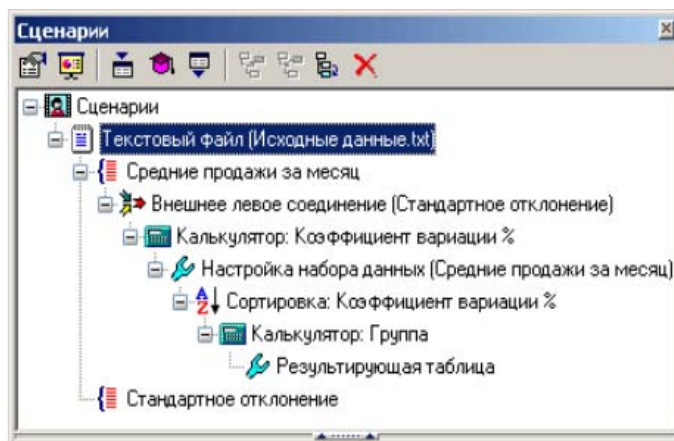 Сценарии
Сценарии
Текстовый файл (Исходные данные.txt)
Средние продажи за месяц
Внешнее левое соединение (Стандартное отклонение)
Калькулятор: Коэффициент вариации %
Настройка набора данных (Средние продажи за месяц)
Сортировка: Коэффициент вариации %
Калькулятор: Группа
Результирующая таблица
Стандартное отклонение